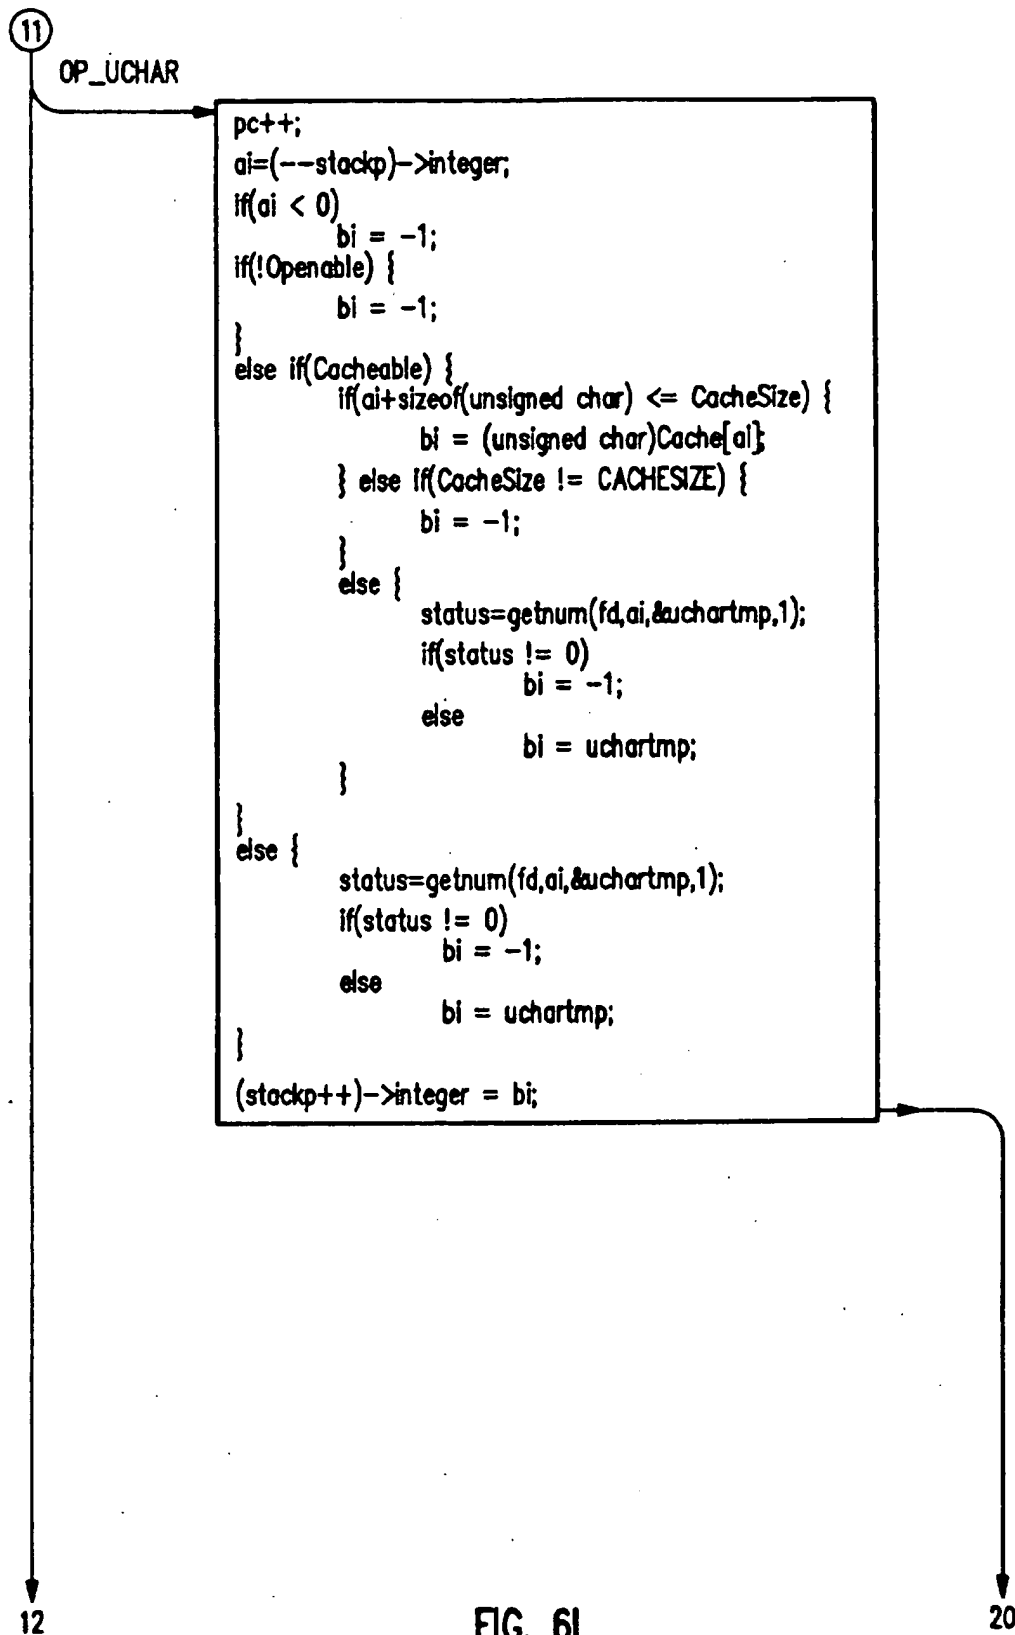 11
OP_UCHAR
pc++;
ai=(--stackp)->integer;
if(ai < 0)
bi = -1;
if(!Openable) {
bi = -1;
}
else if(Cacheable) {
if(ai+sizeof(unsigned char) <= CacheSize) {
bi = (unsigned char)Cache[ai];
} else if(CacheSize != CACHESIZE) {
bi = -1;
}
else {
status=getnum(fd,ai,&uchartmp,1);
if(status != 0)
bi = -1;
else
bi = uchartmp;
}
}
else {
status=getnum(fd,ai,&uchartmp,1);
if(status != 0)
bi = -1;
else
bi = uchartmp;
}
(stackp++)->integer = bi;
12
FIG. 6I
20